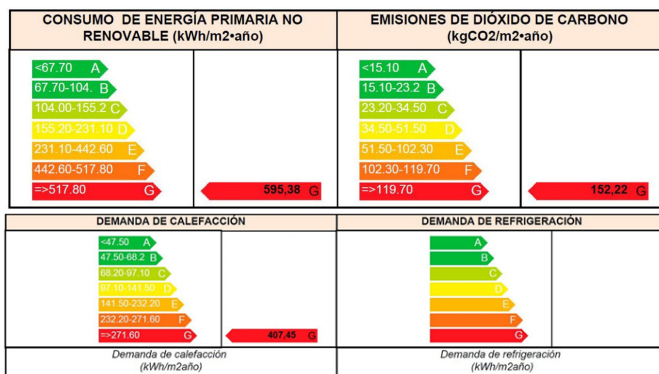 CONSUMO DE ENERGÍA PRIMARIA NO
RENOVABLE (kWh/m2•año)
<67.70 A
67.70-104. B
104.00-155.2 C
155.20-231.10 D
231.10-442.60 E
442.60-517.80 F
=>517.80 G
595,38 G
EMISIONES DE DIÓXIDO DE CARBONO
(kgCO2/m2•año)
<15.10 A
15.10-23.2 B
23.20-34.50 C
34.50-51.50 D
51.50-102.30 E
102.30-119.70 F
=>119.70 G
152,22 G
DEMANDA DE CALEFACCIÓN
<47.50 A
47.50-68.2 B
68.20-97.10 C
97.10-141.50 D
141.50-232.20 E
232.20-271.60 F
=>271.60 G
407,45 G
Demanda de calefacción
(kWh/m2año)
DEMANDA DE REFRIGERACIÓN
A
B
C
D
E
F
G
Demanda de refrigeración
(kWh/m2año)